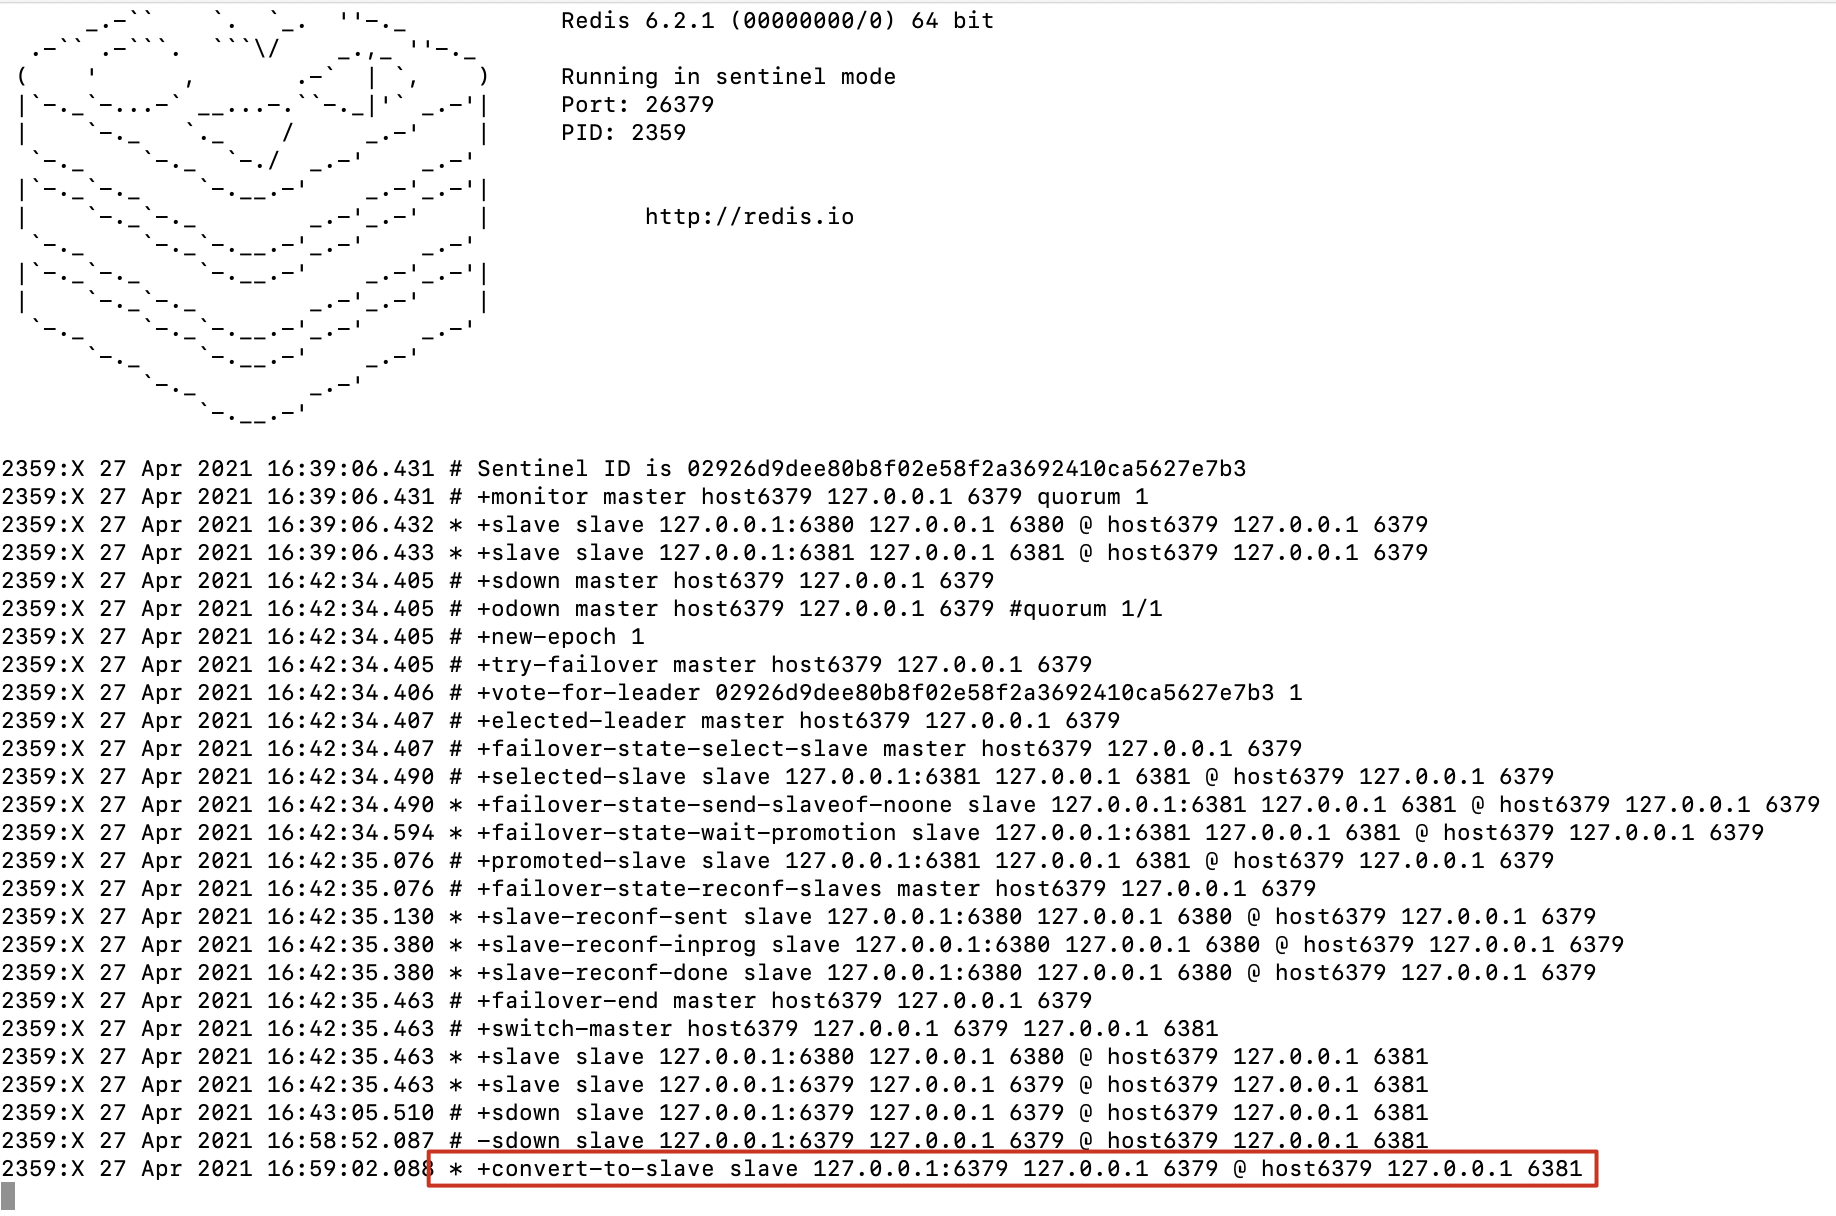 Redis 6.2.1 (00000000/0) 64 bit
Running in sentinel mode
Port: 26379
PID: 2359
http://redis.io
2359:X 27 Apr 2021 16:39:06.431 # Sentinel ID is 02926d9dee80b8f02e58f2a3692410ca5627e7b3
2359:X 27 Apr 2021 16:39:06.431 # +monitor master host6379 127.0.0.1 6379 quorum 1
2359:X 27 Apr 2021 16:39:06.432 * +slave slave 127.0.0.1:6380 127.0.0.1 6380 @ host6379 127.0.0.1 6379
2359:X 27 Apr 2021 16:39:06.433 * +slave slave 127.0.0.1:6381 127.0.0.1 6381 @ host6379 127.0.0.1 6379
2359:X 27 Apr 2021 16:42:34.405 # +sdown master host6379 127.0.0.1 6379
2359:X 27 Apr 2021 16:42:34.405 # +odown master host6379 127.0.0.1 6379 #quorum 1/1
2359:X 27 Apr 2021 16:42:34.405 # +new-epoch 1
2359:X 27 Apr 2021 16:42:34.405 # +try-failover master host6379 127.0.0.1 6379
2359:X 27 Apr 2021 16:42:34.406 # +vote-for-leader 02926d9dee80b8f02e58f2a3692410ca5627e7b3 1
2359:X 27 Apr 2021 16:42:34.407 # +elected-leader master host6379 127.0.0.1 6379
2359:X 27 Apr 2021 16:42:34.407 # +failover-state-select-slave master host6379 127.0.0.1 6379
2359:X 27 Apr 2021 16:42:34.490 # +selected-slave slave 127.0.0.1:6381 127.0.0.1 6381 @ host6379 127.0.0.1 6379
2359:X 27 Apr 2021 16:42:34.490 * +failover-state-send-slaveof-noone slave 127.0.0.1:6381 127.0.0.1 6381 @ host6379 127.0.0.1 6379
2359:X 27 Apr 2021 16:42:34.594 * +failover-state-wait-promotion slave 127.0.0.1:6381 127.0.0.1 6381 @ host6379 127.0.0.1 6379
2359:X 27 Apr 2021 16:42:35.076 # +promoted-slave slave 127.0.0.1:6381 127.0.0.1 6381 @ host6379 127.0.0.1 6379
2359:X 27 Apr 2021 16:42:35.076 # +failover-state-reconf-slaves master host6379 127.0.0.1 6379
2359:X 27 Apr 2021 16:42:35.130 * +slave-reconf-sent slave 127.0.0.1:6380 127.0.0.1 6380 @ host6379 127.0.0.1 6379
2359:X 27 Apr 2021 16:42:35.380 * +slave-reconf-inprog slave 127.0.0.1:6380 127.0.0.1 6380 @ host6379 127.0.0.1 6379
2359:X 27 Apr 2021 16:42:35.380 * +slave-reconf-done slave 127.0.0.1:6380 127.0.0.1 6380 @ host6379 127.0.0.1 6379
2359:X 27 Apr 2021 16:42:35.463 # +failover-end master host6379 127.0.0.1 6379
2359:X 27 Apr 2021 16:42:35.463 # +switch-master host6379 127.0.0.1 6379 127.0.0.1 6381
2359:X 27 Apr 2021 16:42:35.463 * +slave slave 127.0.0.1:6380 127.0.0.1 6380 @ host6379 127.0.0.1 6381
2359:X 27 Apr 2021 16:42:35.463 * +slave slave 127.0.0.1:6379 127.0.0.1 6379 @ host6379 127.0.0.1 6381
2359:X 27 Apr 2021 16:43:05.510 # +sdown slave 127.0.0.1:6379 127.0.0.1 6379 @ host6379 127.0.0.1 6381
2359:X 27 Apr 2021 16:58:52.087 # -sdown slave 127.0.0.1:6379 127.0.0.1 6379 @ host6379 127.0.0.1 6381
2359:X 27 Apr 2021 16:59:02.088 * +convert-to-slave slave 127.0.0.1:6379 127.0.0.1 6379 @ host6379 127.0.0.1 6381